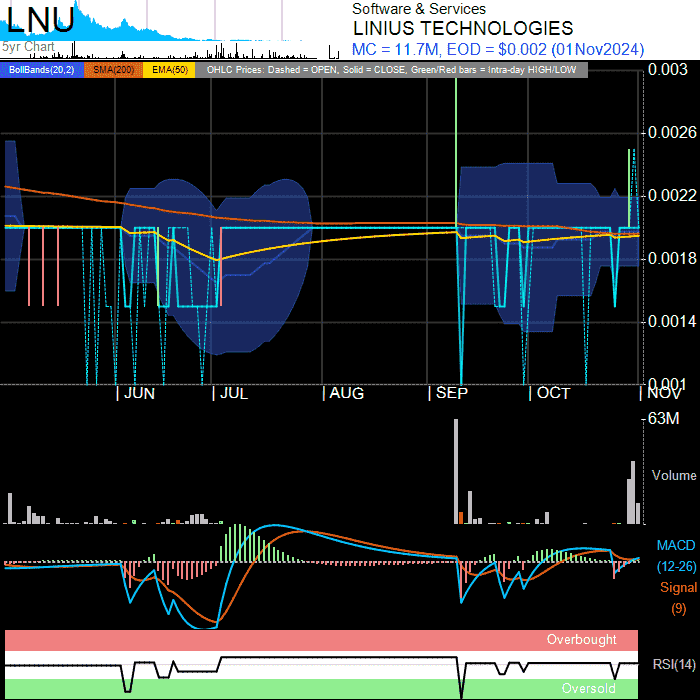 LNU
5yr Chart
Software & Services
LINIUS TECHNOLOGIES
MC = 11.7M, EOD = $0.002 (01Nov2024)
BollBands(20,2) SMA(200) EMA(50) OHLC Prices: Dashed = OPEN, Solid = CLOSE, Green/Red bars = Intra-day HIGH/LOW
0.003
0.0026
0.0022
0.0018
0.0014
0.001
JUN JUL AUG SEP OCT NOV
63M
Volume
MACD
(12-26)
Signal
(9)
Overbought
RSI(14)
Oversold